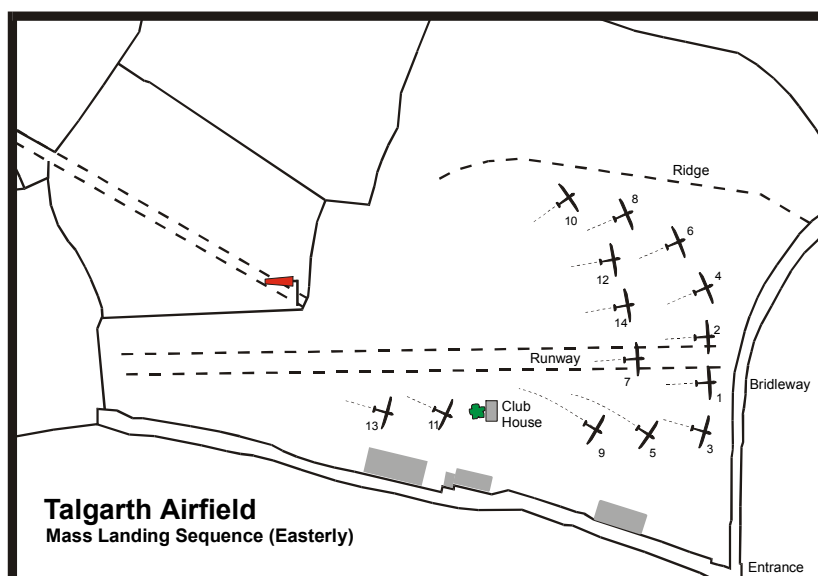 Ridge
8
10
6
12
4
14
2
Runway
7
1
Bridleway
Club
House
13
11
9
5
3
Talgarth Airfield
Mass Landing Sequence (Easterly)
Entrance